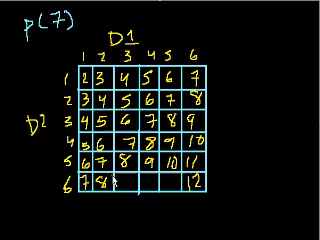 p(7)
D1
1 2 3 4 5 6
1 2 3 4 5 6 7
2 3 4 5 6 7 8
D2 3 4 5 6 7 8 9
4 5 6 7 8 9 10
5 6 7 8 9 10 11
6 7 8 12